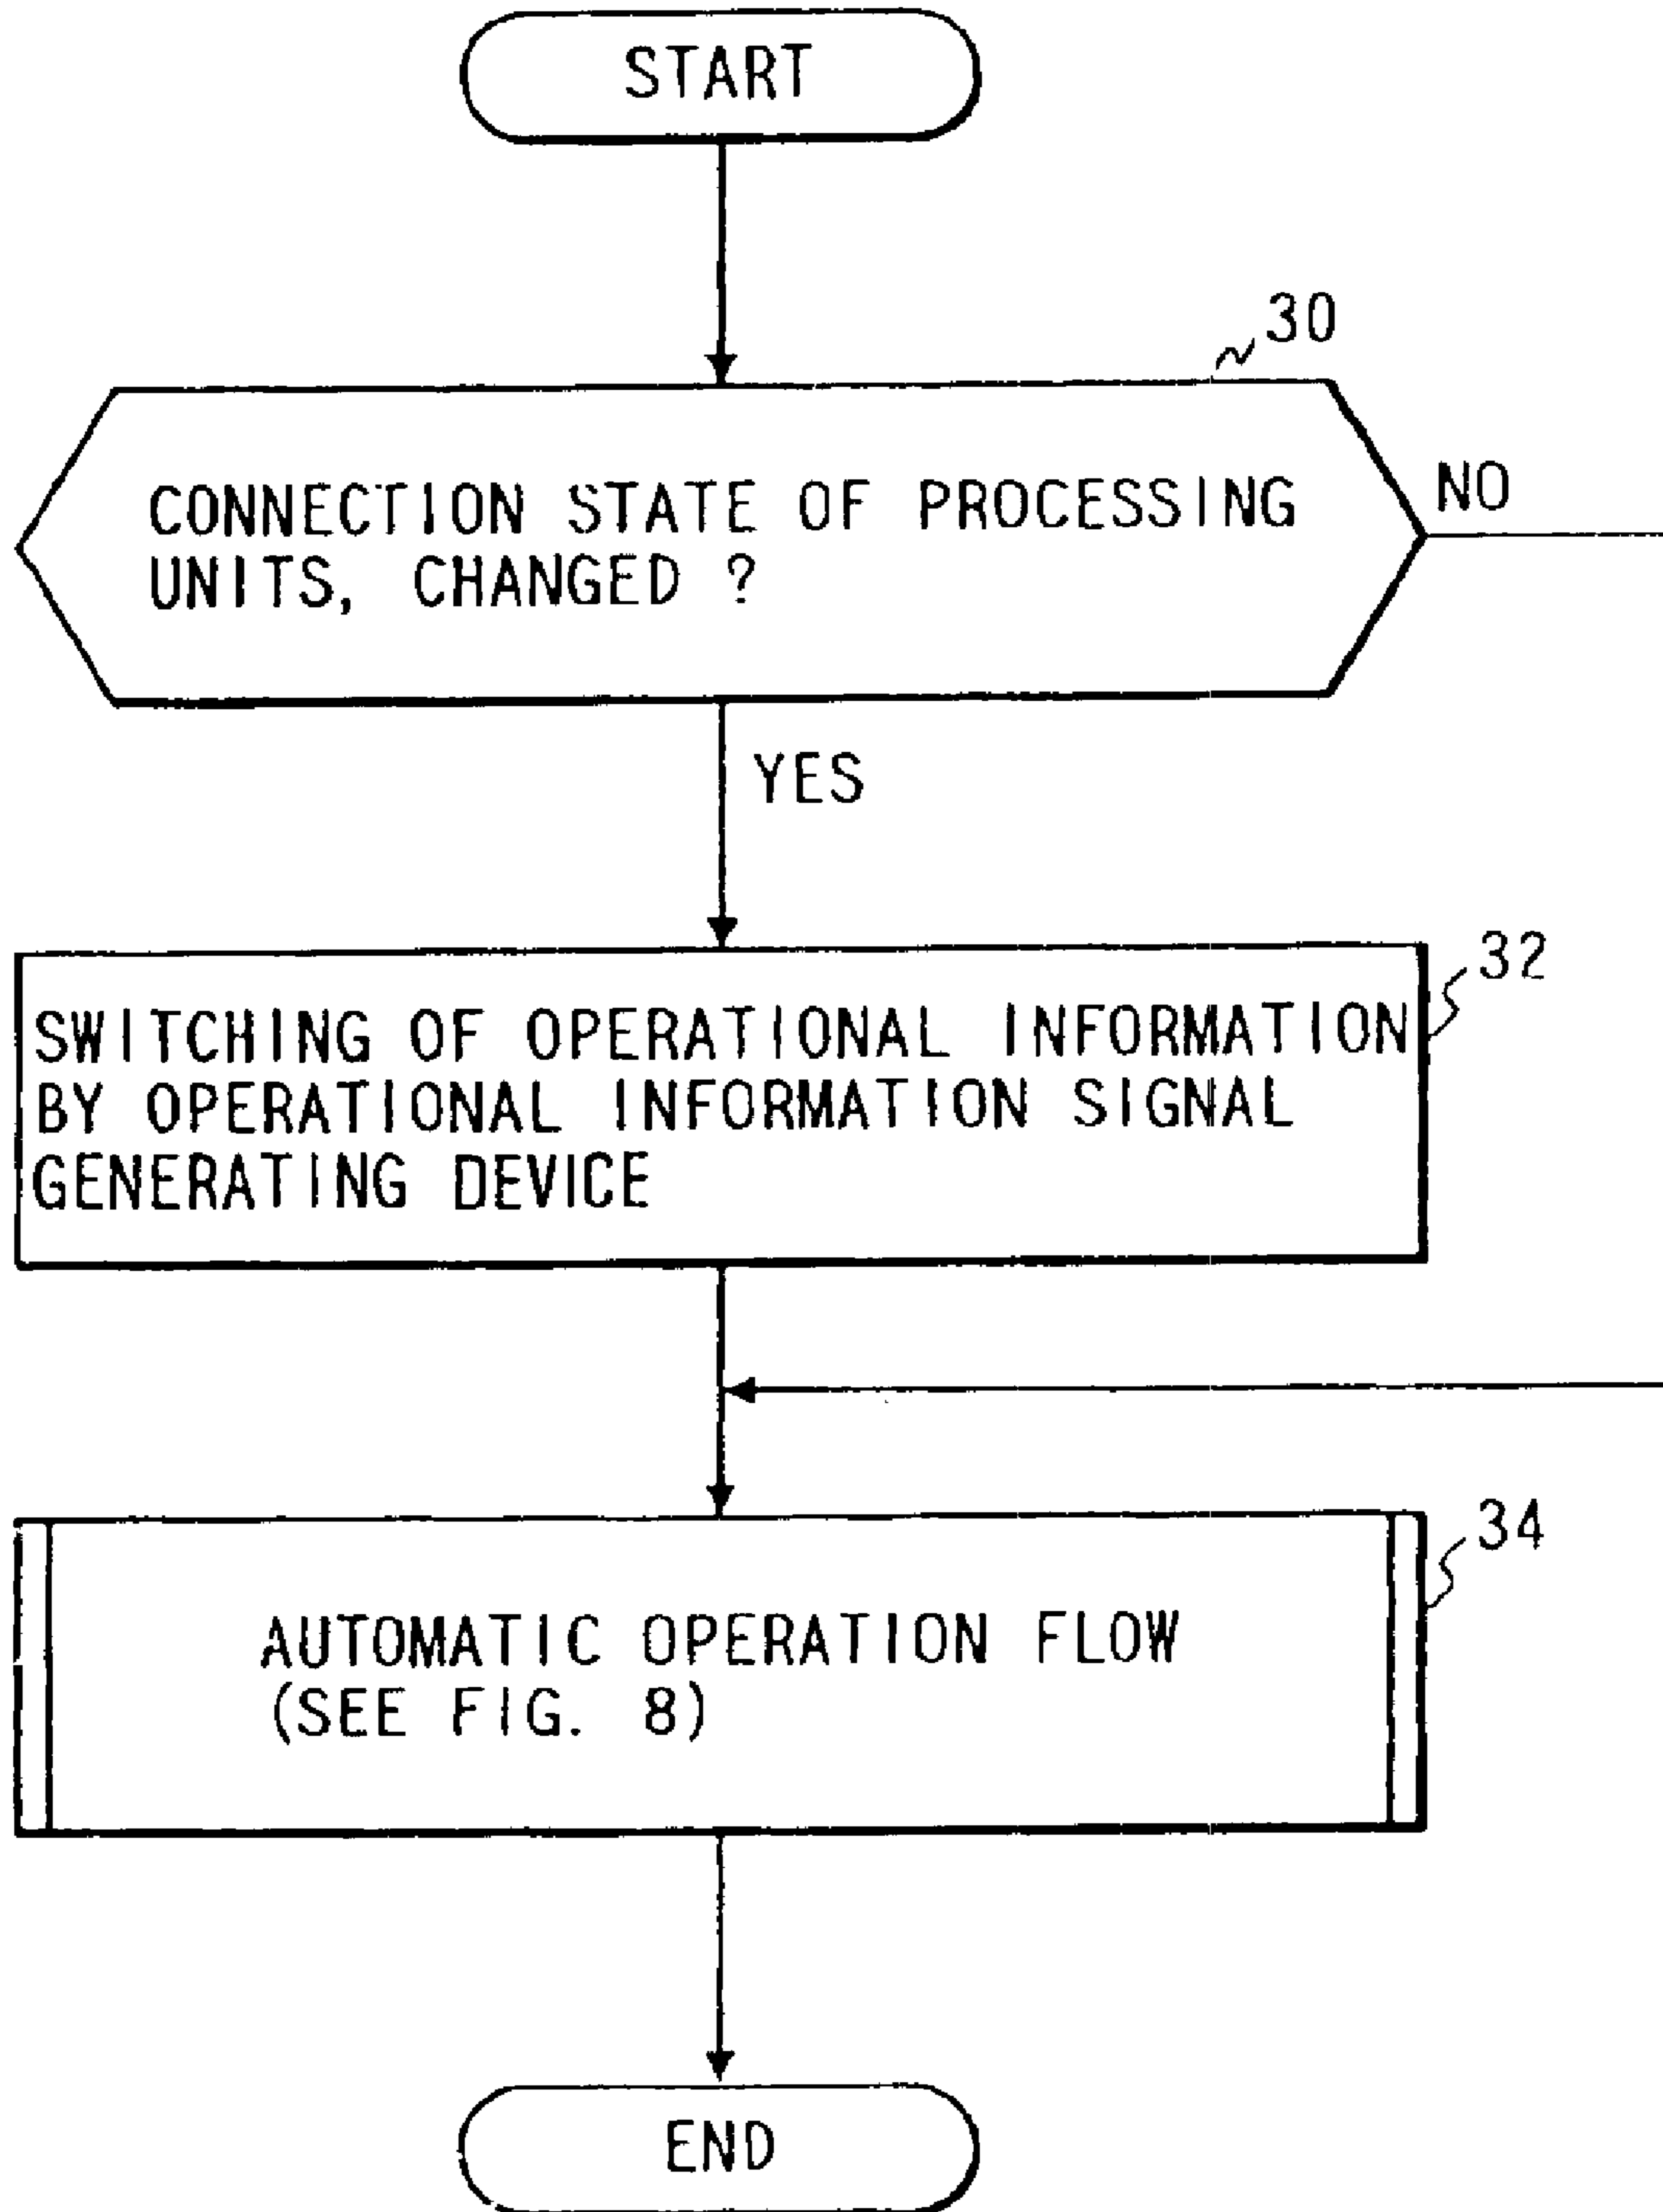 START
30
CONNECTION STATE OF PROCESSING
UNITS, CHANGED ?
NO
YES
32
SWITCHING OF OPERATIONAL INFORMATION
BY OPERATIONAL INFORMATION SIGNAL
GENERATING DEVICE
34
AUTOMATIC OPERATION FLOW
(SEE FIG. 8)
END